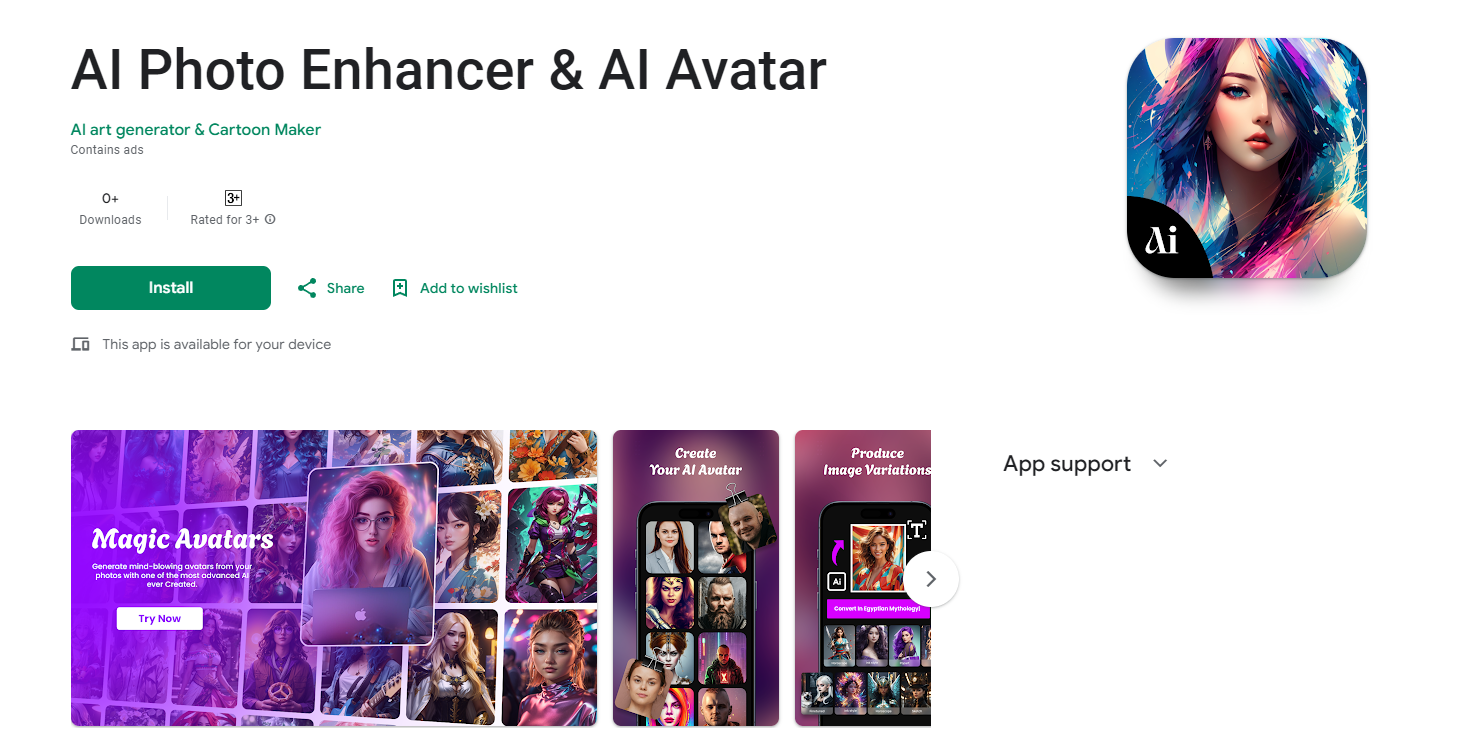 AI Photo Enhancer & AI Avatar
AI art generator & Cartoon Maker
Contains ads
0+
Downloads
3+
Rated for 3+
Install
Share
Add to wishlist
This app is available for your device
Ai
Magic Avatars
Generate mind-blowing avatars from your
photos with one of the most advanced AI
ever Created.
Try Now
Create
Your AI Avatar
Produce
Image Variations
T
Ai
Convert in Egyptian Mythology!
App support